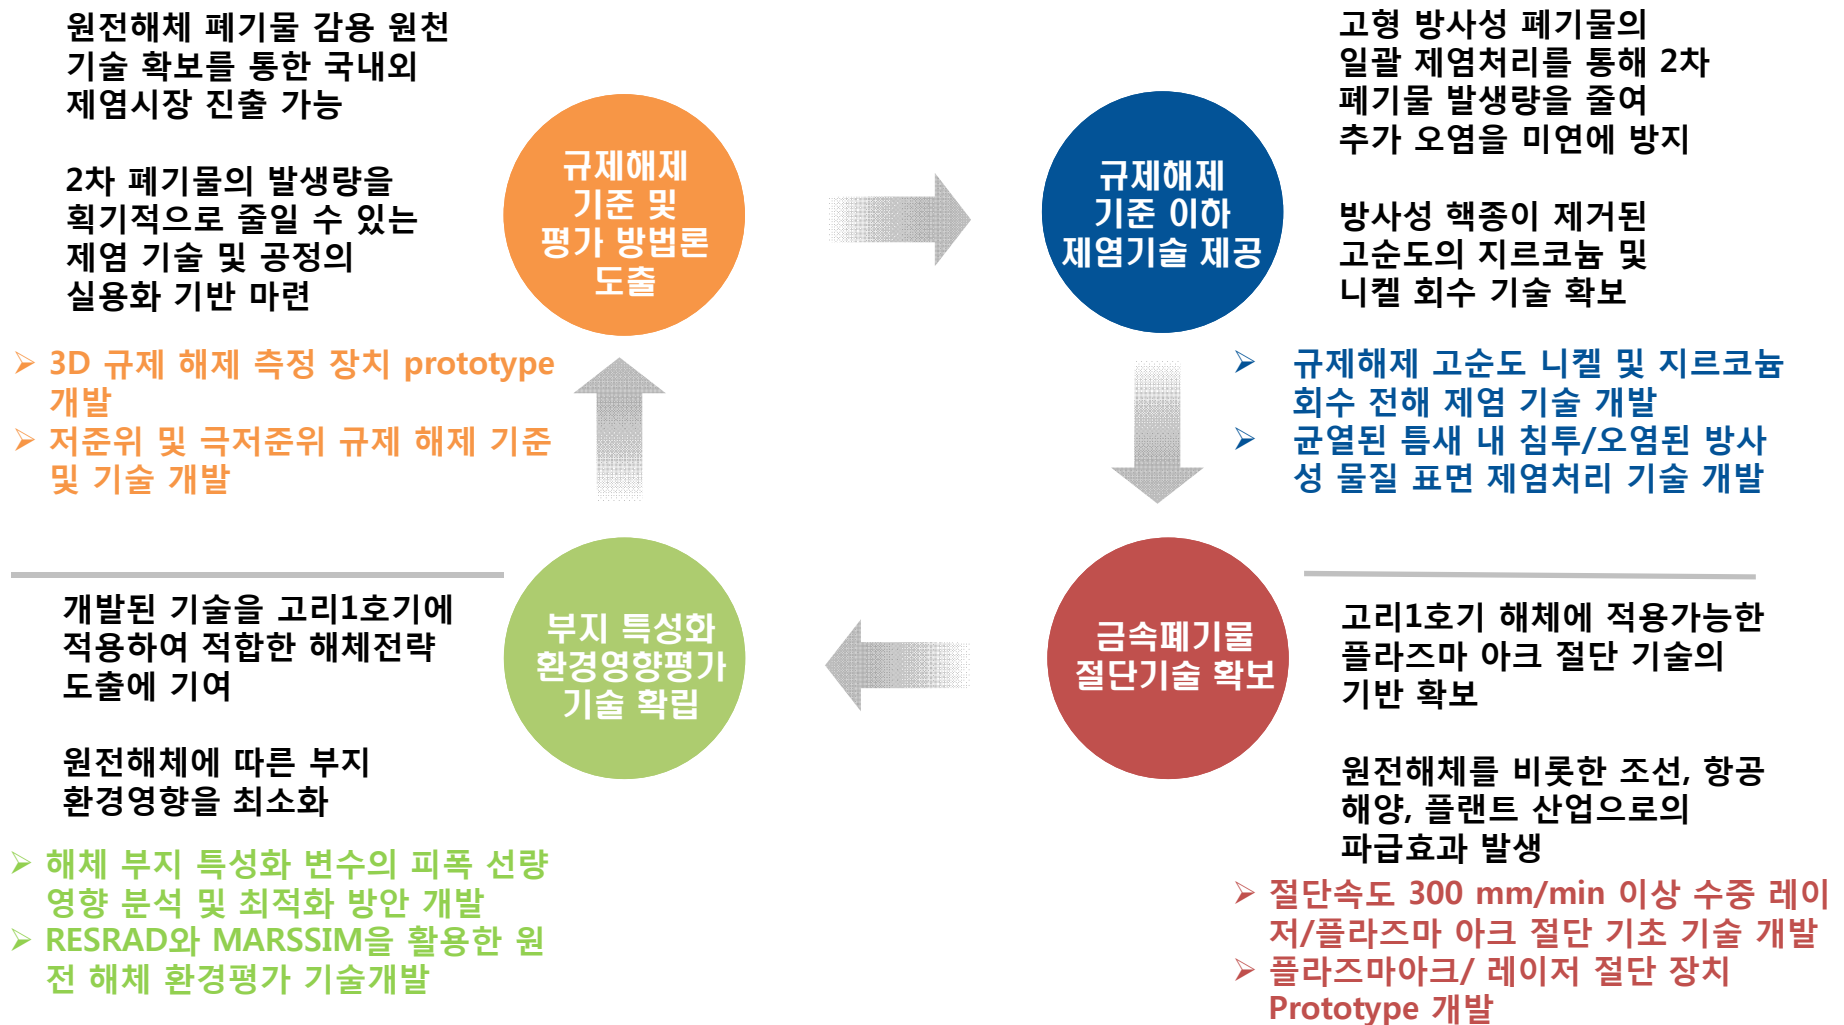 원전해체 폐기물 감용 원천
기술 확보를 통한 국내외
제염시장 진출 가능
2차 폐기물의 발생량을
획기적으로 줄일 수 있는
제염 기술 및 공정의
실용화 기반 마련
➢ 3D 규제 해제 측정 장치 prototype
개발
➢ 저준위 및 극저준위 규제 해제 기준
및 기술 개발
규제해제
기준 및
평가 방법론
도출
규제해제
기준 이하
제염기술 제공
고형 방사성 폐기물의
일괄 제염처리를 통해 2차
폐기물 발생량을 줄여
추가 오염을 미연에 방지
방사성 핵종이 제거된
고순도의 지르코늄 및
니켈 회수 기술 확보
➢ 규제해제 고순도 니켈 및 지르코늄
회수 전해 제염 기술 개발
➢ 균열된 틈새 내 침투/오염된 방사
성 물질 표면 제염처리 기술 개발
개발된 기술을 고리1호기에
적용하여 적합한 해체전략
도출에 기여
원전해체에 따른 부지
환경영향을 최소화
➢ 해체 부지 특성화 변수의 피폭 선량
영향 분석 및 최적화 방안 개발
➢ RESRAD와 MARSSIM을 활용한 원
전 해체 환경평가 기술개발
부지 특성화
환경영향평가
기술 확립
금속폐기물
절단기술 확보
고리1호기 해체에 적용가능한
플라즈마 아크 절단 기술의
기반 확보
원전해체를 비롯한 조선, 항공
해양, 플랜트 산업으로의
파급효과 발생
➢ 절단속도 300 mm/min 이상 수중 레이
저/플라즈마 아크 절단 기초 기술 개발
➢ 플라즈마아크/ 레이저 절단 장치
Prototype 개발